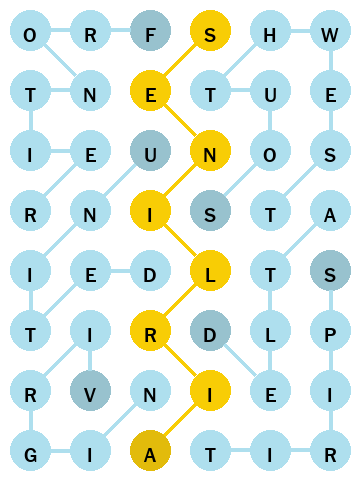 O R F S H W
T N E T U E
I E U N O S
R N I S T A
I E D L T S
T I R D L P
R V N I E I
G I A T I R